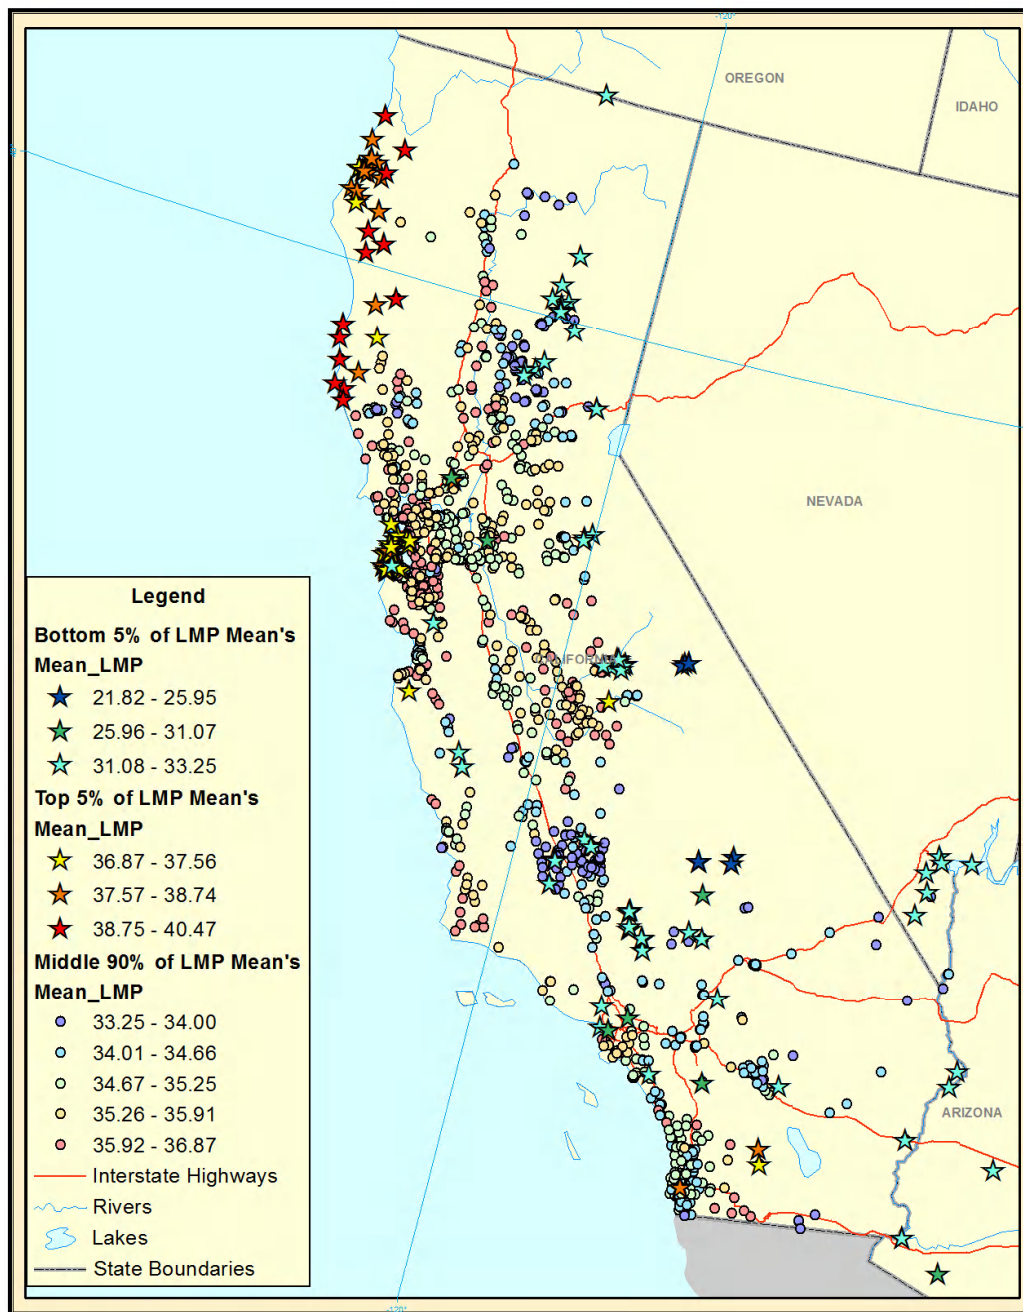 -120°
OREGON
IDAHO
NEVADA
CALIFORNIA
ARIZONA
Legend
Bottom 5% of LMP Mean's
Mean_LMP
21.82 - 25.95
25.96 - 31.07
31.08 - 33.25
Top 5% of LMP Mean's
Mean_LMP
36.87 - 37.56
37.57 - 38.74
38.75 - 40.47
Middle 90% of LMP Mean's
Mean_LMP
33.25 - 34.00
34.01 - 34.66
34.67 - 35.25
35.26 - 35.91
35.92 - 36.87
Interstate Highways
Rivers
Lakes
State Boundaries
-120°